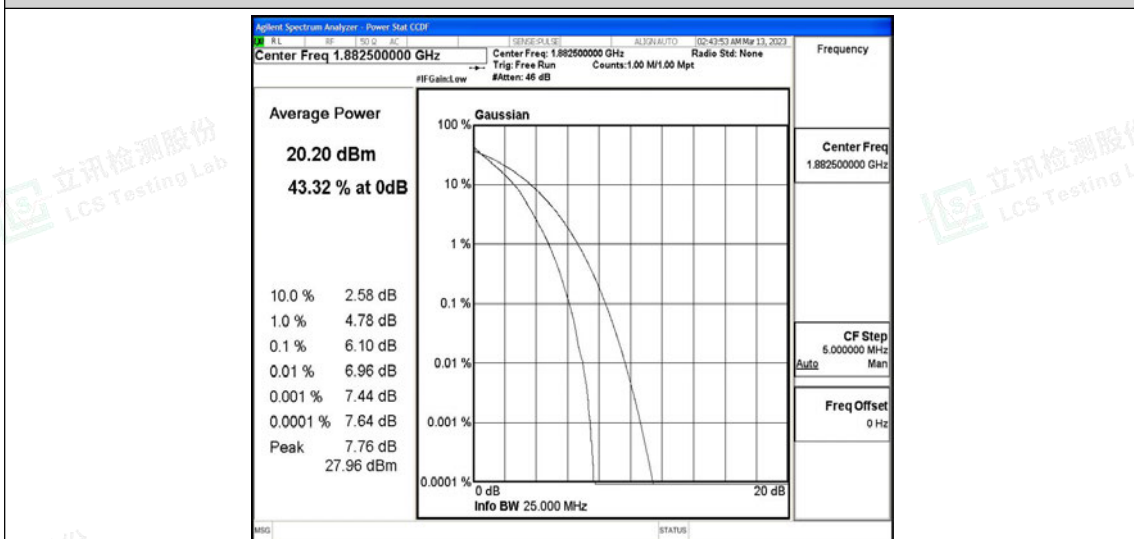 Agilent Spectrum Analyzer - Power Stat CCDF
RL RF 50 Ω AC SENSE:PULSE ALIGN AUTO 02:43:53 AM Mar 13, 2023
Center Freq 1.882500000 GHz
Center Freq: 1.882500000 GHz Radio Std: None
Trig: Free Run Counts:1.00 M/1.00 Mpt
#IFGain:Low #Atten: 46 dB
Frequency
Average Power
20.20 dBm
43.32 % at 0dB
10.0 % 2.58 dB
1.0 % 4.78 dB
0.1 % 6.10 dB
0.01 % 6.96 dB
0.001 % 7.44 dB
0.0001 % 7.64 dB
Peak 7.76 dB
27.96 dBm
Gaussian
100 %
10 %
1 %
0.1 %
0.01 %
0.001 %
0.0001 %
0 dB 20 dB
Info BW 25.000 MHz
Center Freq
1.882500000 GHz
CF Step
5.000000 MHz
Auto Man
Freq Offset
0 Hz
MSG STATUS
立讯检测股份
LCS Testing Lab
立讯检测股份
LCS Testing L